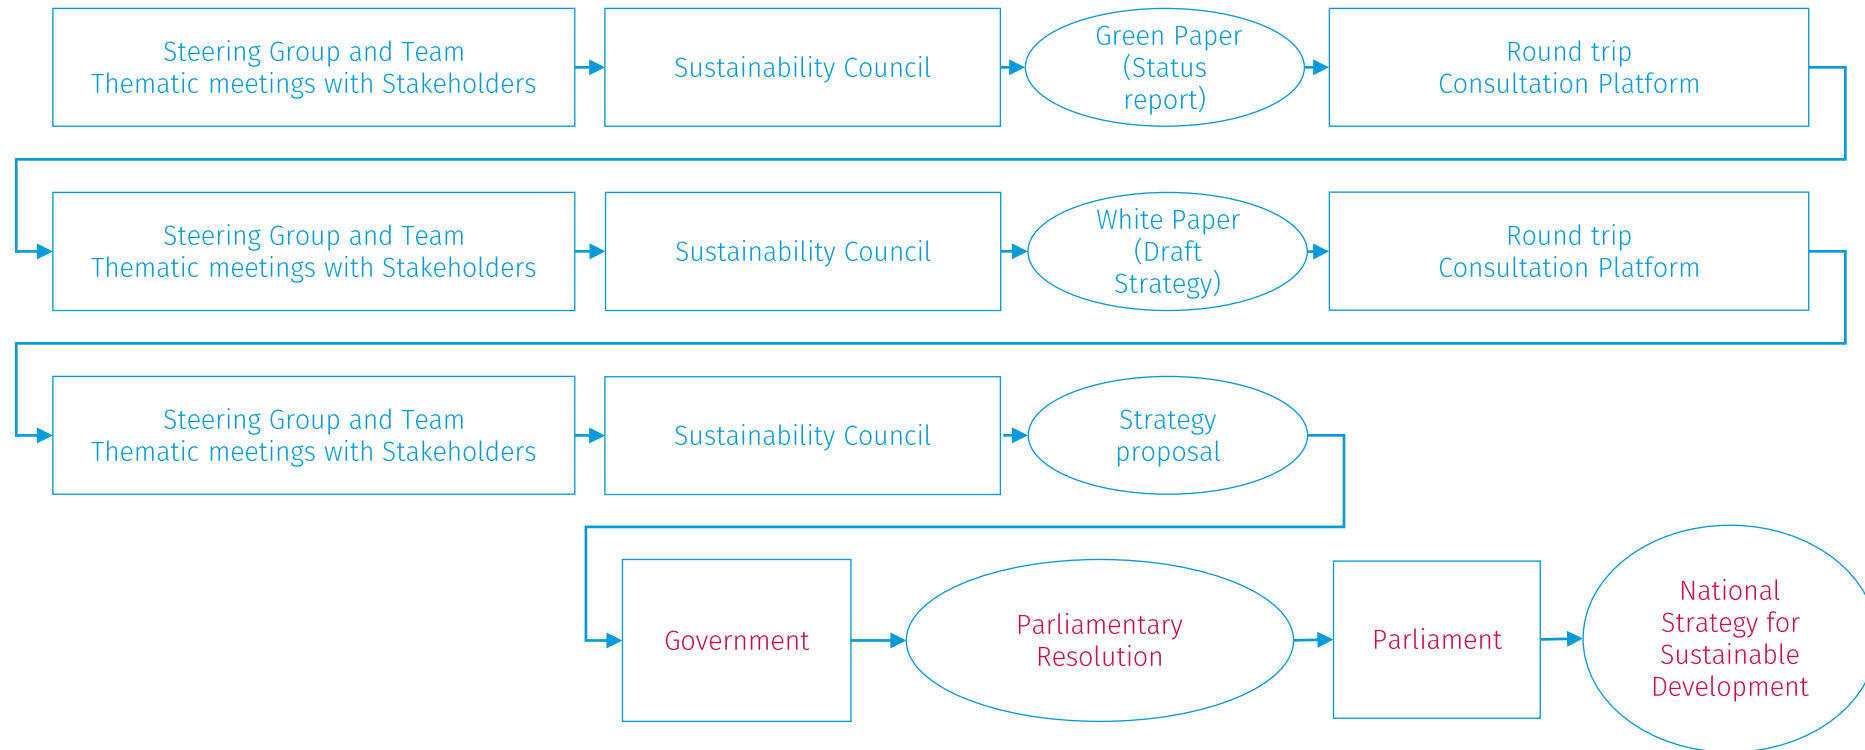 Steering Group and Team
Thematic meetings with Stakeholders
Sustainability Council
Green Paper
(Status
report)
Round trip
Consultation Platform
Steering Group and Team
Thematic meetings with Stakeholders
Sustainability Council
White Paper
(Draft
Strategy)
Round trip
Consultation Platform
Steering Group and Team
Thematic meetings with Stakeholders
Sustainability Council
Strategy
proposal
Government
Parliamentary
Resolution
Parliament
National
Strategy for
Sustainable
Development